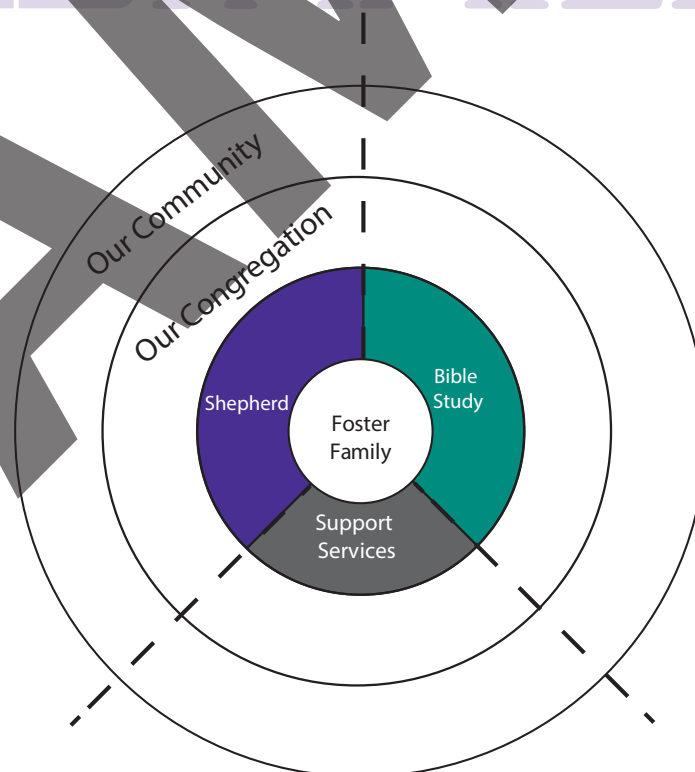 Our Community
Our Congregation
Shepherd
Bible
Study
Foster
Family
Support
Services